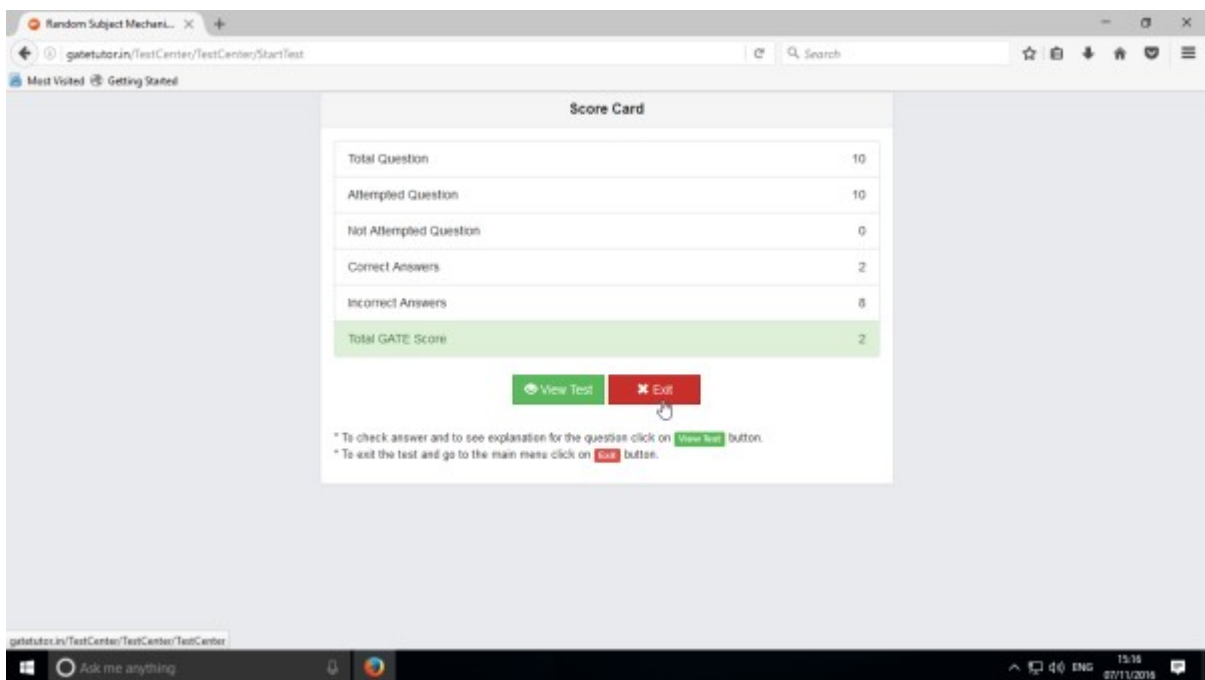 Random Subject Mechani...
gatetutor.in/TestCenter/TestCenter/StartTest
Search
Most Visited Getting Started
Score Card
Total Question 10
Attempted Question 10
Not Attempted Question 0
Correct Answers 2
Incorrect Answers 8
Total GATE Score 2
View Test Exit
* To check answer and to see explanation for the question click on View Test button.
* To exit the test and go to the main menu click on Exit button.
gatetutor.in/TestCenter/TestCenter/TestCenter
Ask me anything
ENG
15:16
07/11/2016